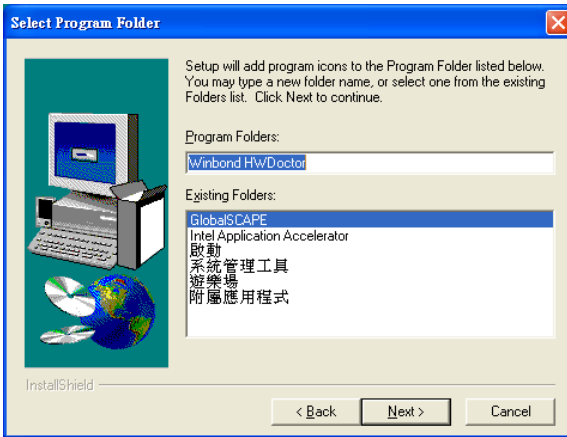 Select Program Folder
Setup will add program icons to the Program Folder listed below.
You may type a new folder name, or select one from the existing
Folders list. Click Next to continue.
Program Folders:
Winbond HWDoctor
Existing Folders:
GlobalSCAPE
Intel Application Accelerator
啟動
系統管理工具
遊樂場
附屬應用程式
InstallShield
< Back
Next >
Cancel